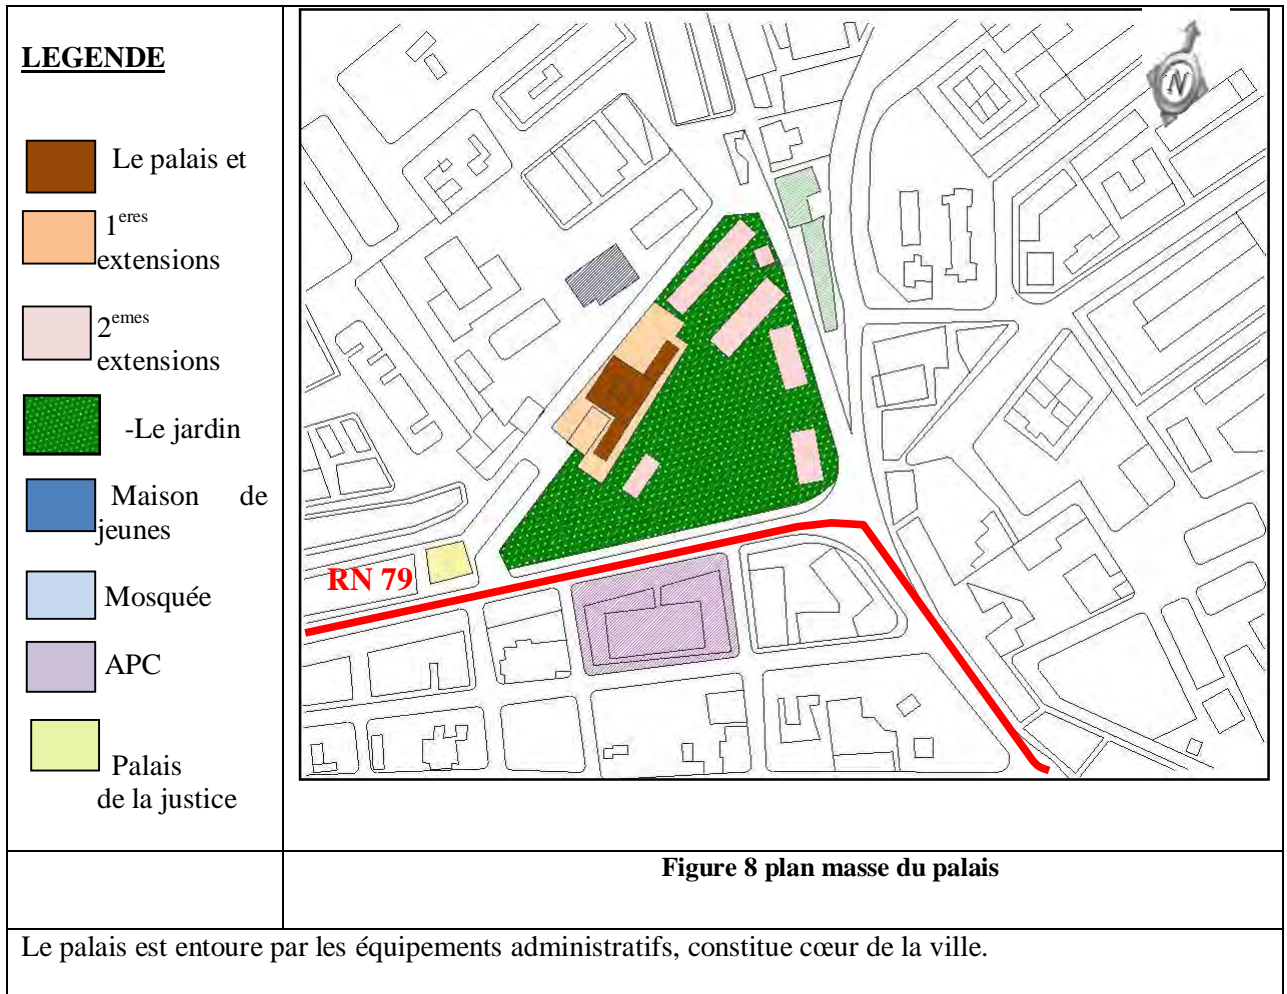 LEGENDE
Le palais et
1eres
extensions
2emes
extensions
-Le jardin
Maison de
jeunes
Mosquée
APC
Palais
de la justice
N
RN 79
Figure 8 plan masse du palais
Le palais est entoure par les équipements administratifs, constitue cœur de la ville.